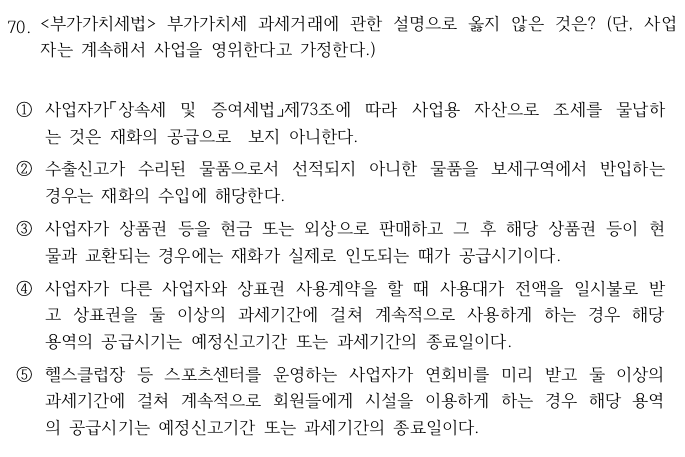 70. <부가가치세법> 부가가치세 과세거래에 관한 설명으로 옳지 않은 것은? (단, 사업
자는 계속해서 사업을 영위한다고 가정한다.)
① 사업자가「상속세 및 증여세법」제73조에 따라 사업용 자산으로 조세를 물납하
는 것은 재화의 공급으로 보지 아니한다.
② 수출신고가 수리된 물품으로서 선적되지 아니한 물품을 보세구역에서 반입하는
경우는 재화의 수입에 해당한다.
③ 사업자가 상품권 등을 현금 또는 외상으로 판매하고 그 후 해당 상품권 등이 현
물과 교환되는 경우에는 재화가 실제로 인도되는 때가 공급시기이다.
④ 사업자가 다른 사업자와 상표권 사용계약을 할 때 사용대가 전액을 일시불로 받
고 상표권을 둘 이상의 과세기간에 걸쳐 계속적으로 사용하게 하는 경우 해당
용역의 공급시기는 예정신고기간 또는 과세기간의 종료일이다.
⑤ 헬스클럽장 등 스포츠센터를 운영하는 사업자가 연회비를 미리 받고 둘 이상의
과세기간에 걸쳐 계속적으로 회원들에게 시설을 이용하게 하는 경우 해당 용역
의 공급시기는 예정신고기간 또는 과세기간의 종료일이다.